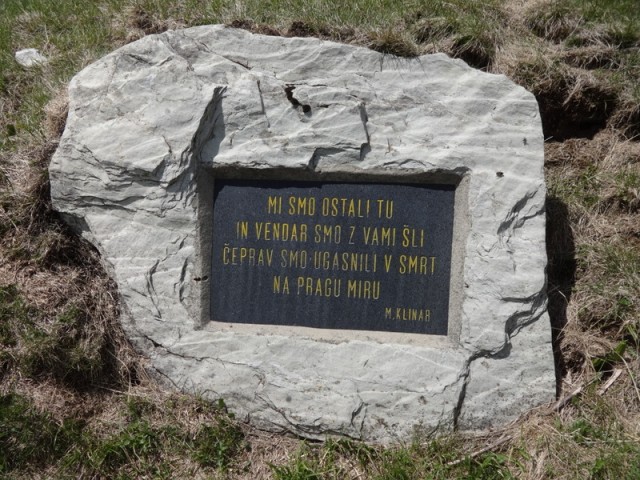 MI SMO OSTALI TU
IN VENDAR SMO Z VAMI ŠLI
ČEPRAV SMO UGASNILI V SMRT
NA PRAGU MIRU
M. KLINAR